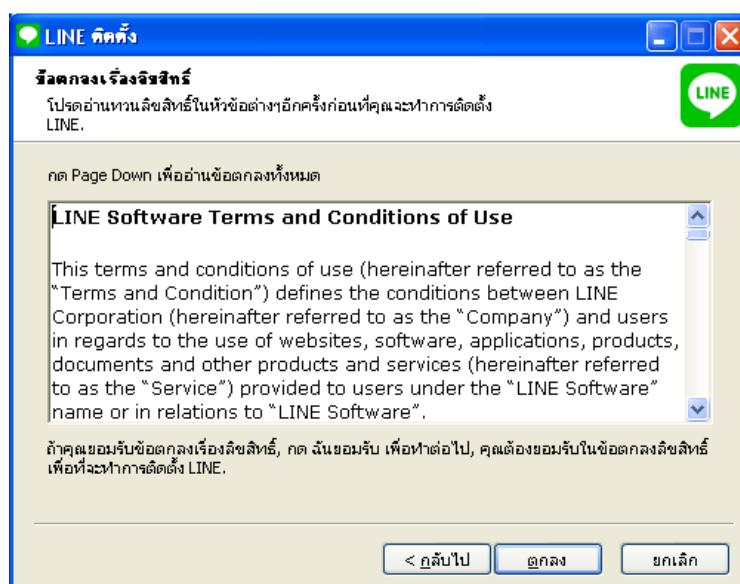 LINE ติดตั้ง
ข้อตกลงเรื่องลิขสิทธิ์
โปรดอ่านทวนลิขสิทธิ์ในหัวข้อต่างๆอีกครั้งก่อนที่คุณจะทำการติดตั้ง
LINE.
LINE
กด Page Down เพื่ออ่านข้อตกลงทั้งหมด
LINE Software Terms and Conditions of Use
This terms and conditions of use (hereinafter referred to as the
“Terms and Condition”) defines the conditions between LINE
Corporation (hereinafter referred to as the “Company”) and users
in regards to the use of websites, software, applications, products,
documents and other products and services (hereinafter referred
to as the “Service”) provided to users under the “LINE Software”
name or in relations to “LINE Software”.
ถ้าคุณยอมรับข้อตกลงเรื่องลิขสิทธิ์, กด ฉันยอมรับ เพื่อทำต่อไป, คุณต้องยอมรับในข้อตกลงลิขสิทธิ์
เพื่อที่จะทำการติดตั้ง LINE.
< กลับไป
ตกลง
ยกเลิก